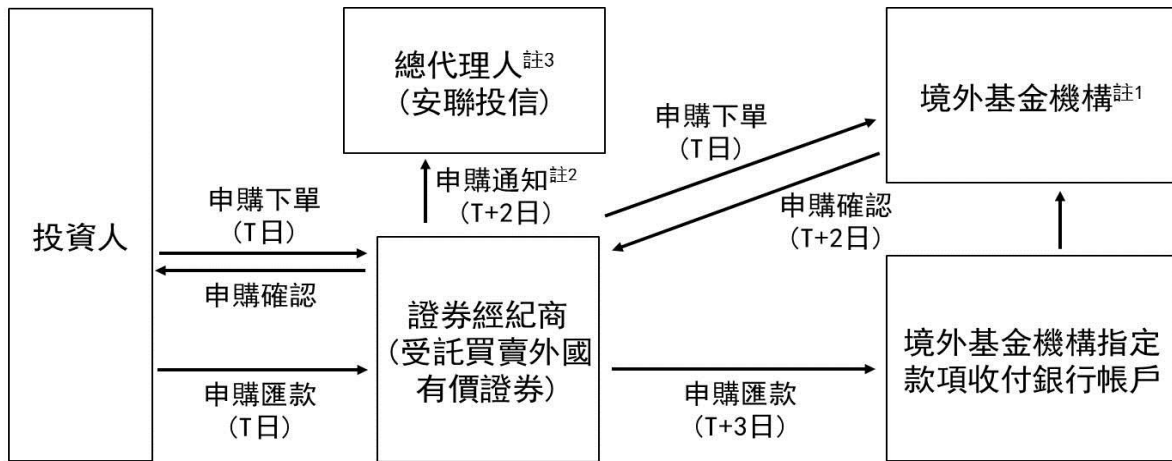 投資人
總代理人註3
(安聯投信)
境外基金機構註1
申購下單
(T日)
申購通知註2
(T+2日)
申購下單
(T日)
申購確認
(T+2日)
申購確認
證券經紀商
(受託買賣外國
有價證券)
境外基金機構指定
款項收付銀行帳戶
申購匯款
(T日)
申購匯款
(T+3日)